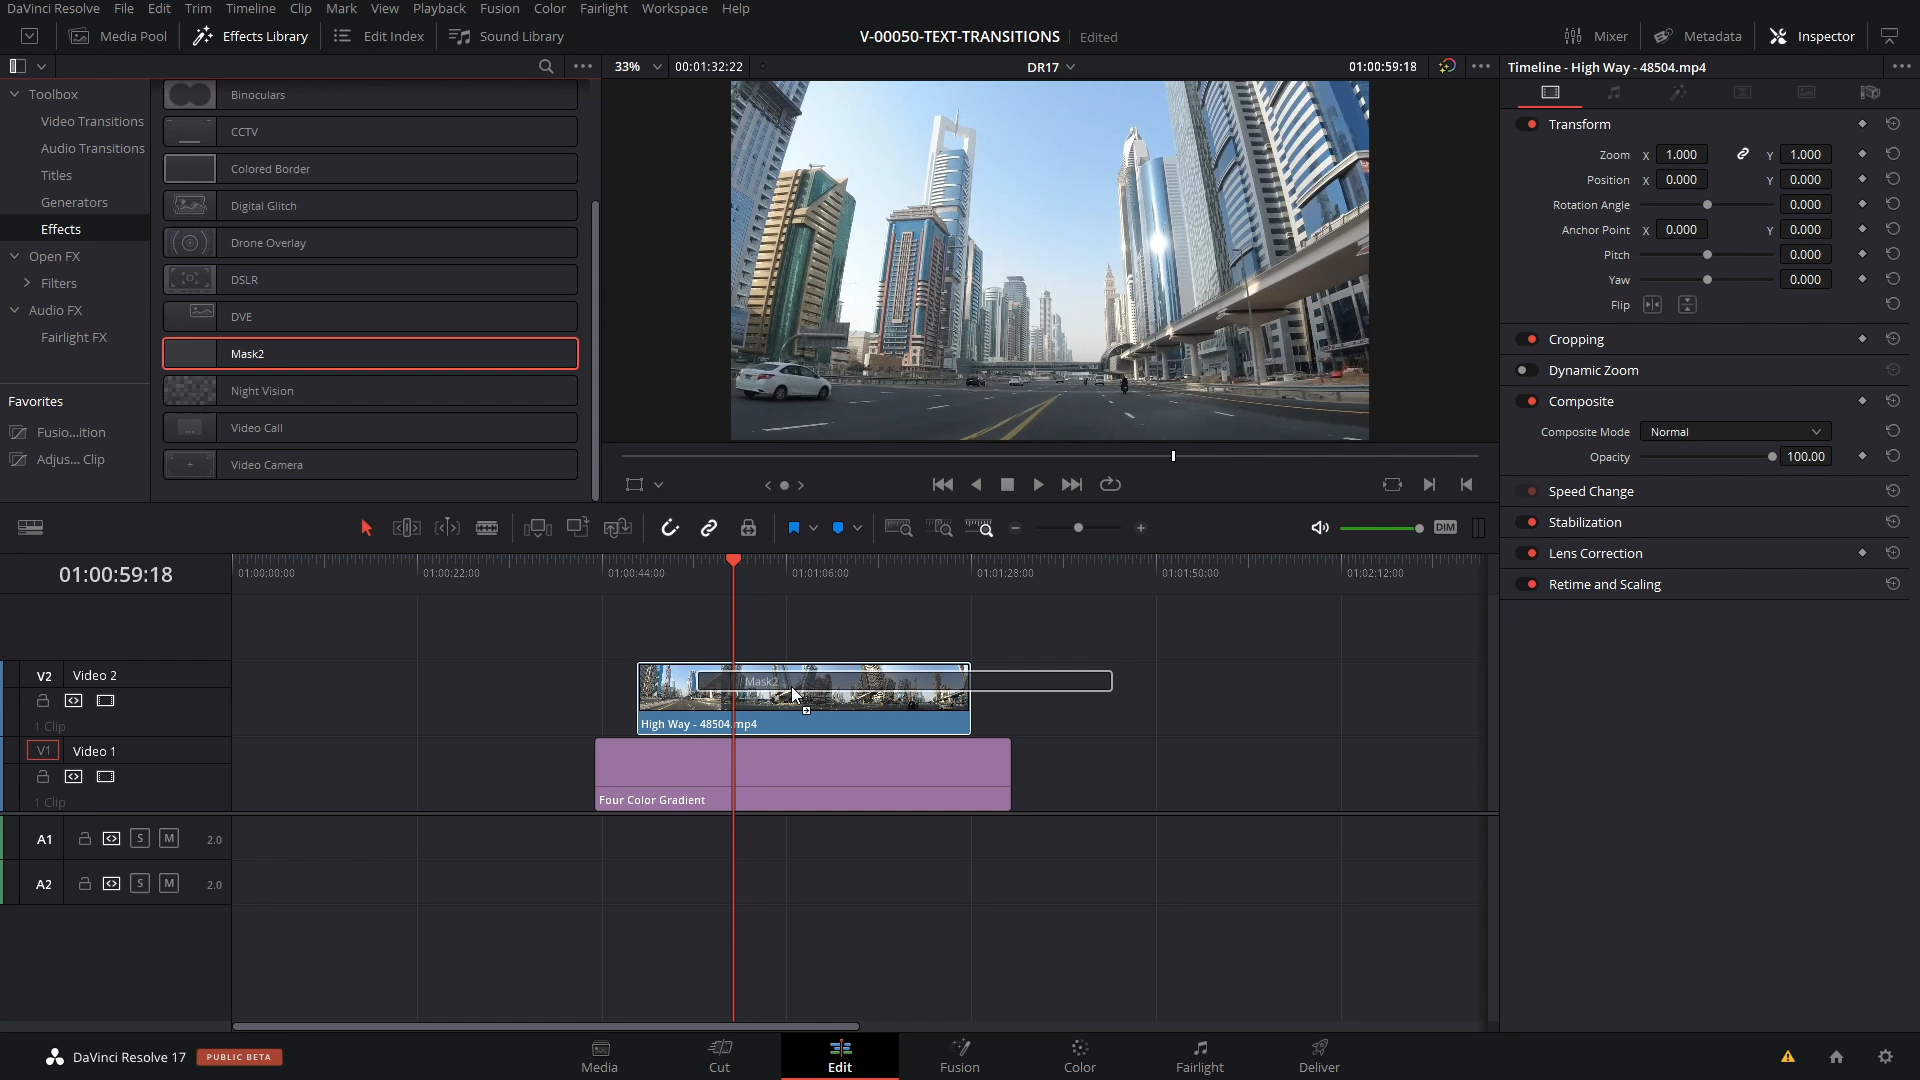 DaVinci Resolve File Edit Trim Timeline Clip Mark View Playback Fusion Color Fairlight Workspace Help
Media Pool Effects Library Edit Index Sound Library V-00050-TEXT-TRANSITIONS Edited Mixer Metadata Inspector
33% 00:01:32:22 DR17 01:00:59:18 Timeline - High Way - 48504.mp4
Toolbox
Video Transitions
Audio Transitions
Titles
Generators
Effects
Open FX
Filters
Audio FX
Fairlight FX
Favorites
Fusio...ition
Adjus... Clip
Binoculars
CCTV
Colored Border
Digital Glitch
Drone Overlay
DSLR
DVE
Mask2
Night Vision
Video Call
Video Camera
Transform
Zoom X 1.000 Y 1.000
Position X 0.000 Y 0.000
Rotation Angle 0.000
Anchor Point X 0.000 Y 0.000
Pitch 0.000
Yaw 0.000
Flip
Cropping
Dynamic Zoom
Composite
Composite Mode Normal
Opacity 100.00
Speed Change
Stabilization
Lens Correction
Retime and Scaling
DIM
01:00:59:18
01:00:00:00 01:00:22:00 01:00:44:00 01:01:06:00 01:01:28:00 01:01:50:00 01:02:12:00
V2 Video 2
1 Clip
Mask2
High Way - 48504.mp4
V1 Video 1
1 Clip
Four Color Gradient
A1 S M 2.0
A2 S M 2.0
DaVinci Resolve 17 PUBLIC BETA
Media Cut Edit Fusion Color Fairlight Deliver